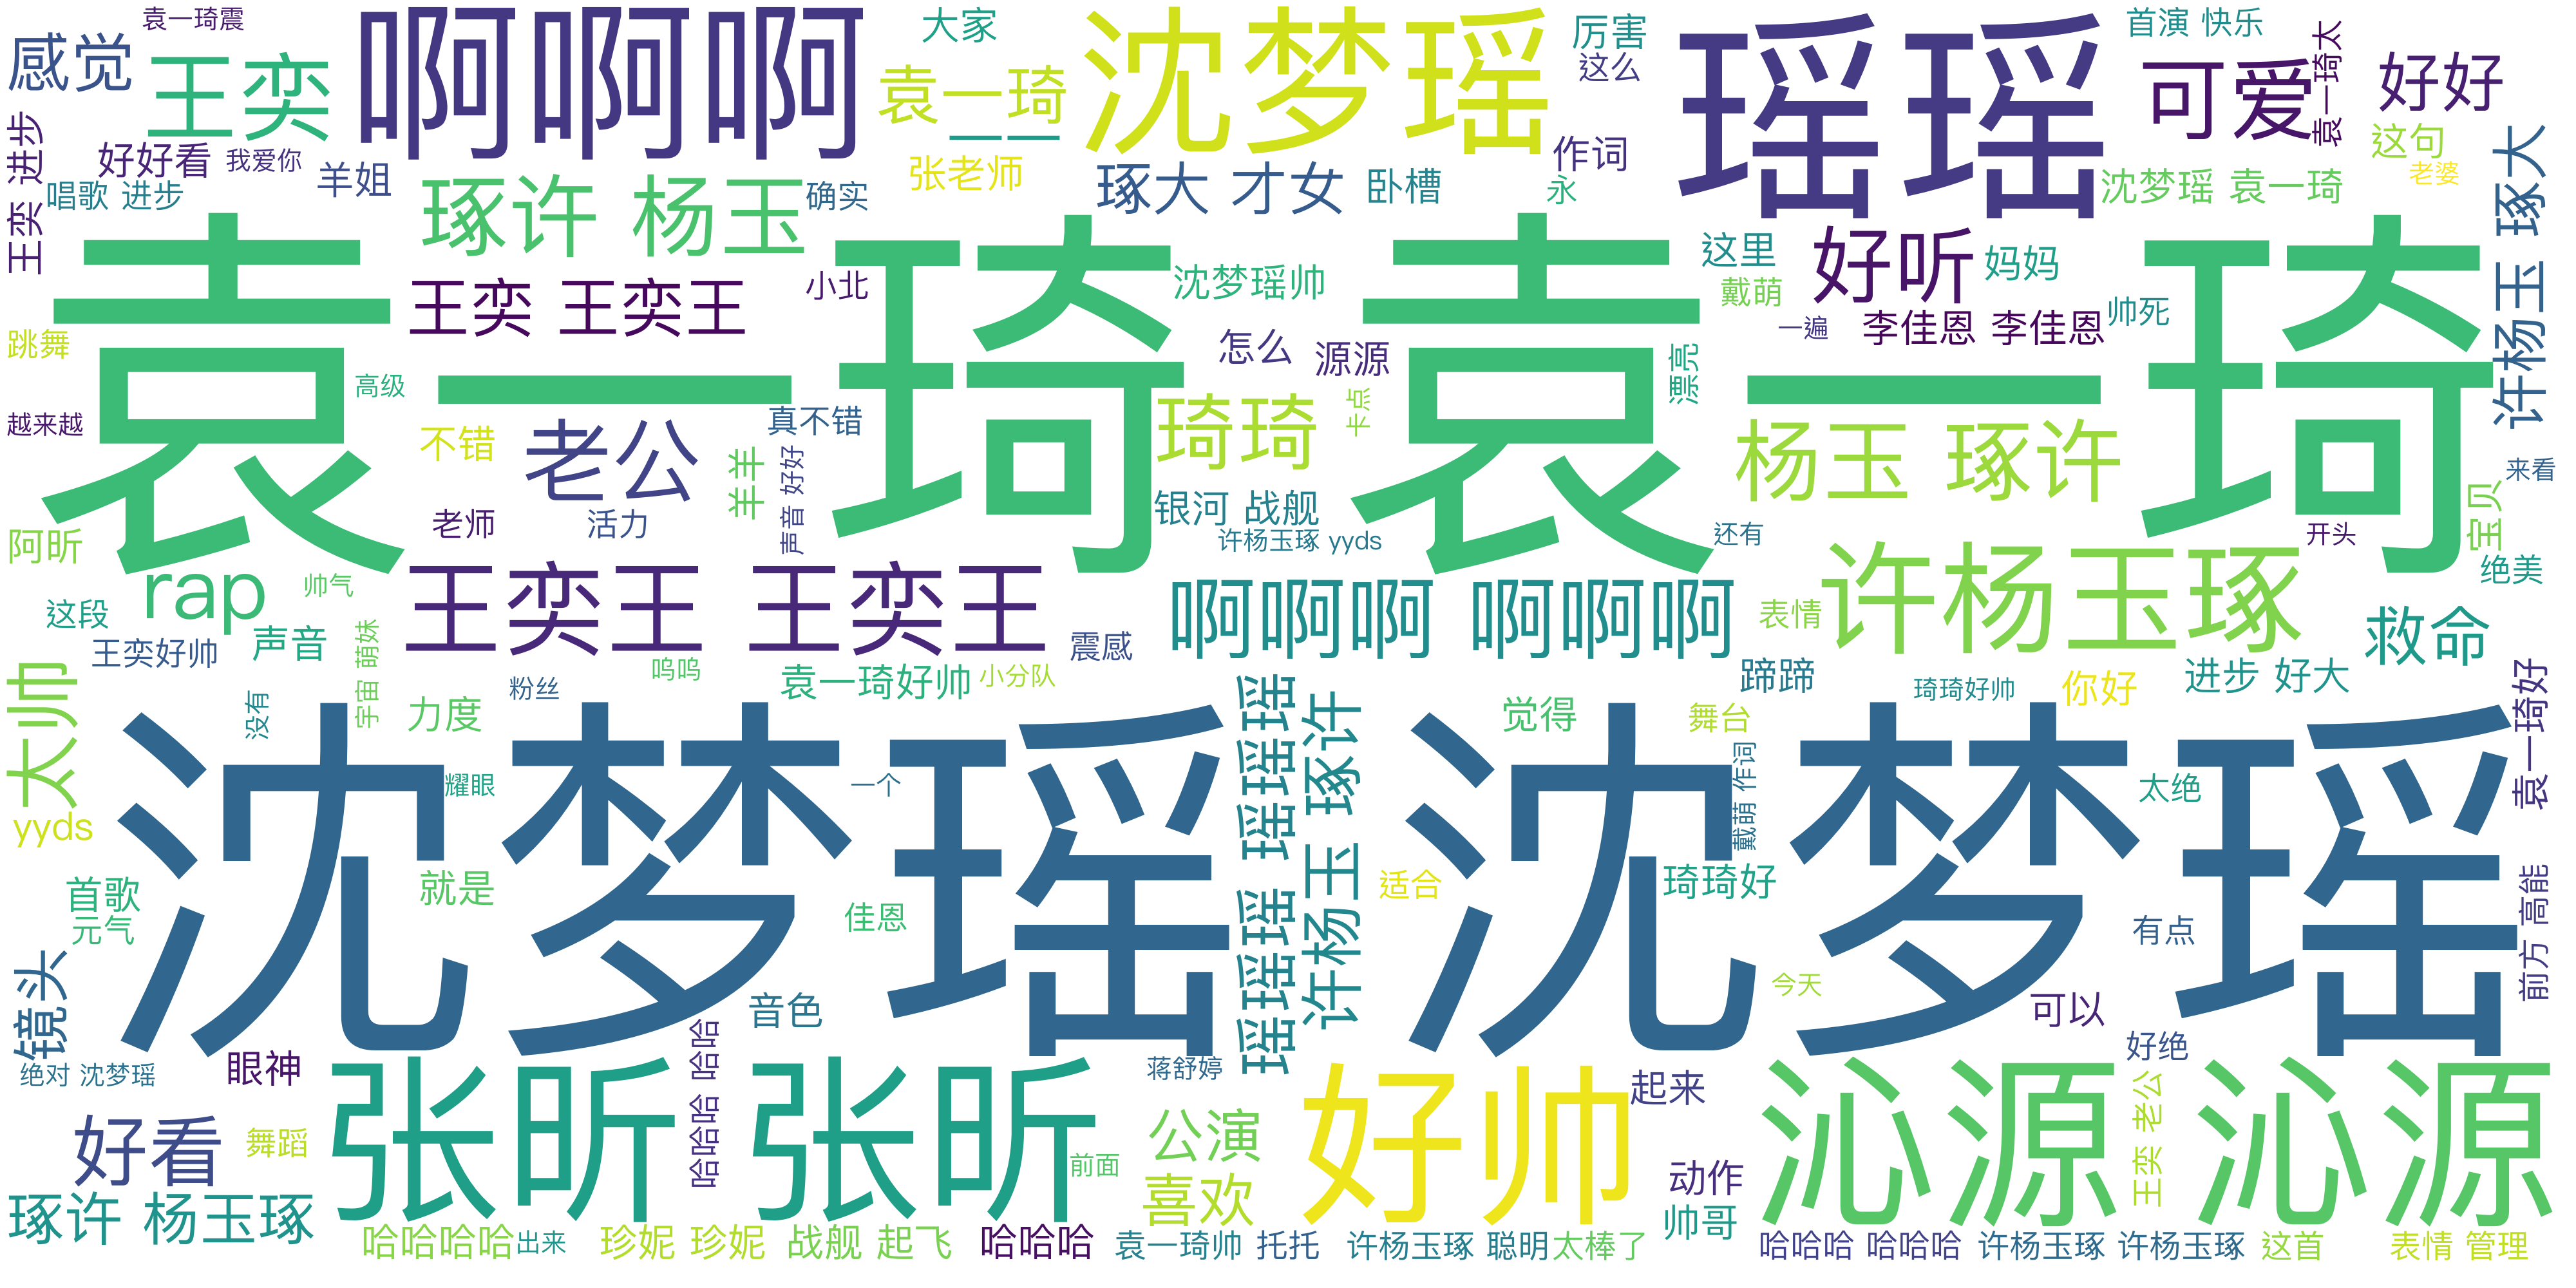 袁一琦震
感觉
王奕
啊啊啊
大家
袁一琦
一一
沈梦瑶
厉害
这么
瑶瑶
首演 快乐
可爱
袁一琦太
好好
这句
老婆
王奕 进步
好好看
我爱你
羊姐
唱歌 进步
琢许 杨玉
确实
张老师
琢大 才女
卧槽
作词
永
沈梦瑶 袁一琦
许杨玉 琢大
袁一琦 袁一琦
王奕 王奕王
小北
沈梦瑶帅
这里
戴萌
好听
妈妈
一遍
李佳恩 李佳恩
帅死
跳舞
高级
越来越
怎么
源源
漂亮
不错
老公
真不错
琦琦
卡点
杨玉 琢许
羊羊
声音 好好
老师
活力
银河 战舰
许杨玉琢 yyds
还有
开头
来看
宝贝
绝美
阿昕
rap
帅气
这段
王奕好帅
声音
王奕王 王奕王
震感
啊啊啊 啊啊啊
表情
许杨玉琢
救命
太帅
没有
宇宙 萌妹
力度
粉丝
呜呜
袁一琦好帅
小分队
瑶瑶瑶 瑶瑶瑶
许杨玉 琢许
觉得
舞台
蹄蹄
琦琦好帅
你好
进步 好大
袁一琦好
沈梦瑶 沈梦瑶
yyds
耀眼
一个
戴萌 作词
太绝
首歌
元气
就是
佳恩
适合
琦琦好
有点
前方 高能
镜头
音色
今天
可以
绝对 沈梦瑶
眼神
哈哈哈 哈哈
蒋舒婷
起来
好绝
好看
舞蹈
张昕 张昕
前面
公演
喜欢
好帅
动作
帅哥
沁源 沁源
王奕 老公
琢许 杨玉琢
哈哈哈哈
出来
珍妮 珍妮
战舰 起飞
哈哈哈
袁一琦帅
托托
许杨玉琢 聪明
太棒了
哈哈哈 哈哈哈
许杨玉琢 许杨玉琢
这首
表情 管理